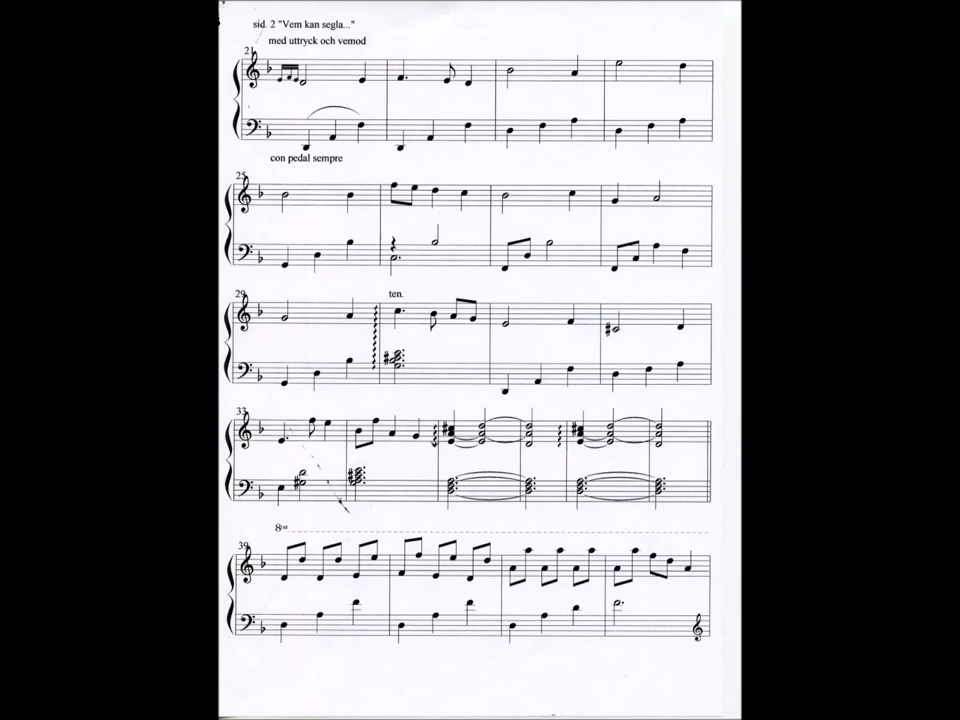 sid. 2 "Vem kan segla..."
med uttryck och vemod
21
con pedal sempre
25
29
ten.
33
8va
39